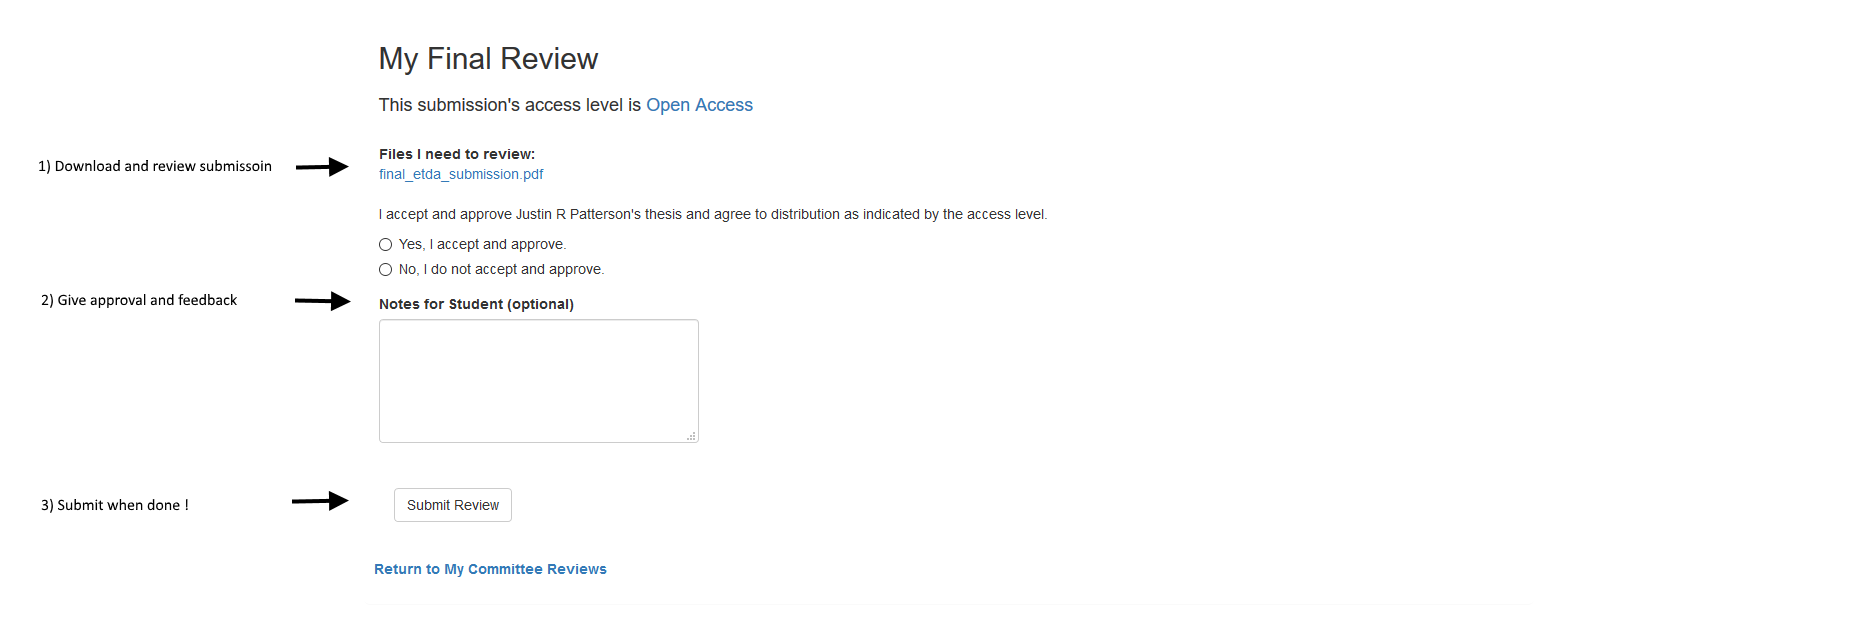 My Final Review
This submission's access level is Open Access
1) Download and review submissoin
Files I need to review:
final_etda_submission.pdf
I accept and approve Justin R Patterson's thesis and agree to distribution as indicated by the access level.
Yes, I accept and approve.
No, I do not accept and approve.
2) Give approval and feedback
Notes for Student (optional)
3) Submit when done !
Submit Review
Return to My Committee Reviews